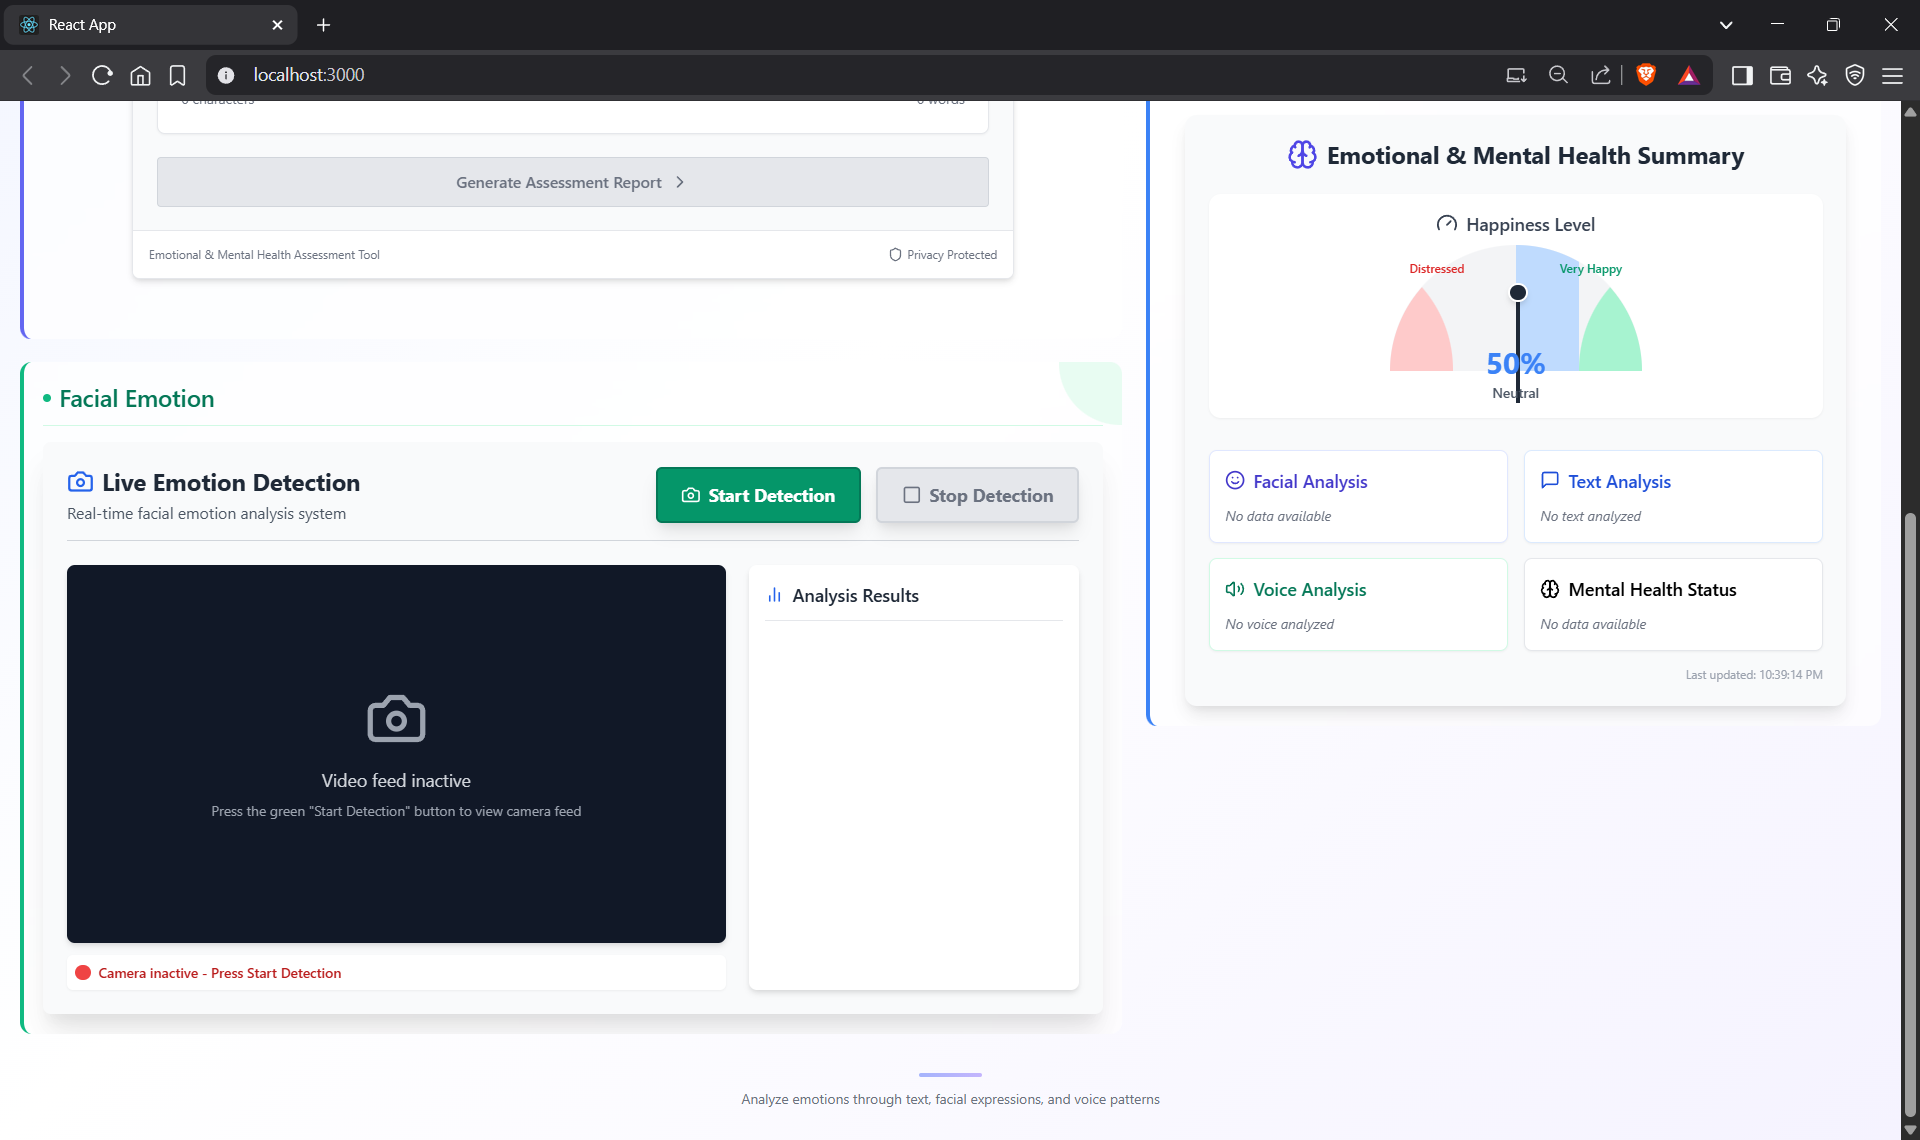 React App
localhost:3000
0 characters
0 words
Generate Assessment Report
Emotional & Mental Health Assessment Tool
Privacy Protected
Facial Emotion
Live Emotion Detection
Real-time facial emotion analysis system
Start Detection
Stop Detection
Video feed inactive
Press the green "Start Detection" button to view camera feed
Camera inactive - Press Start Detection
Analysis Results
Emotional & Mental Health Summary
Happiness Level
Distressed
Very Happy
50%
Neutral
Facial Analysis
No data available
Text Analysis
No text analyzed
Voice Analysis
No voice analyzed
Mental Health Status
No data available
Last updated: 10:39:14 PM
Analyze emotions through text, facial expressions, and voice patterns